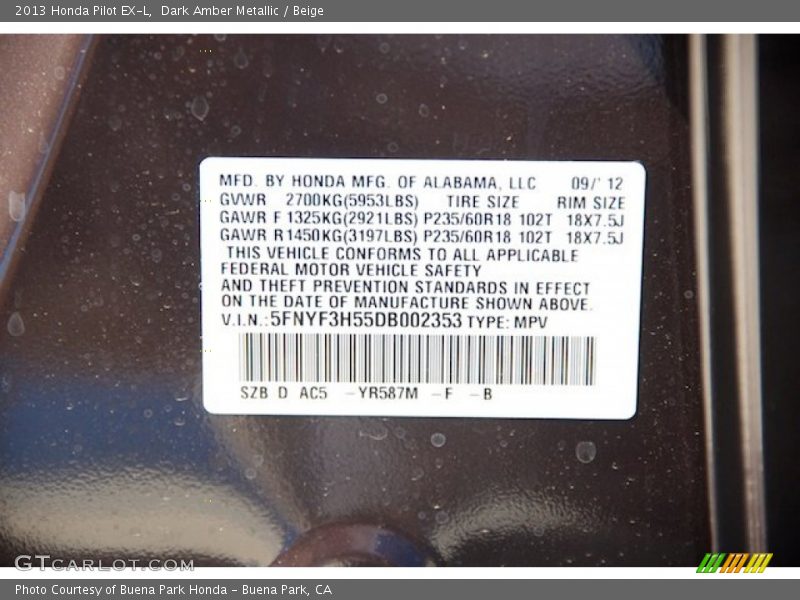 2013 Honda Pilot EX-L, Dark Amber Metallic / Beige
MFD. BY HONDA MFG. OF ALABAMA, LLC 09/' 12
GVWR 2700KG(5953LBS) TIRE SIZE RIM SIZE
GAWR F 1325KG(2921LBS) P235/60R18 102T 18X7.5J
GAWR R1450KG(3197LBS) P235/60R18 102T 18X7.5J
THIS VEHICLE CONFORMS TO ALL APPLICABLE
FEDERAL MOTOR VEHICLE SAFETY
AND THEFT PREVENTION STANDARDS IN EFFECT
ON THE DATE OF MANUFACTURE SHOWN ABOVE.
V.I.N.:5FNYF3H55DB002353 TYPE: MPV
SZB D AC5 -YR587M -F -B
GTCARLOT.COM
Photo Courtesy of Buena Park Honda - Buena Park, CA